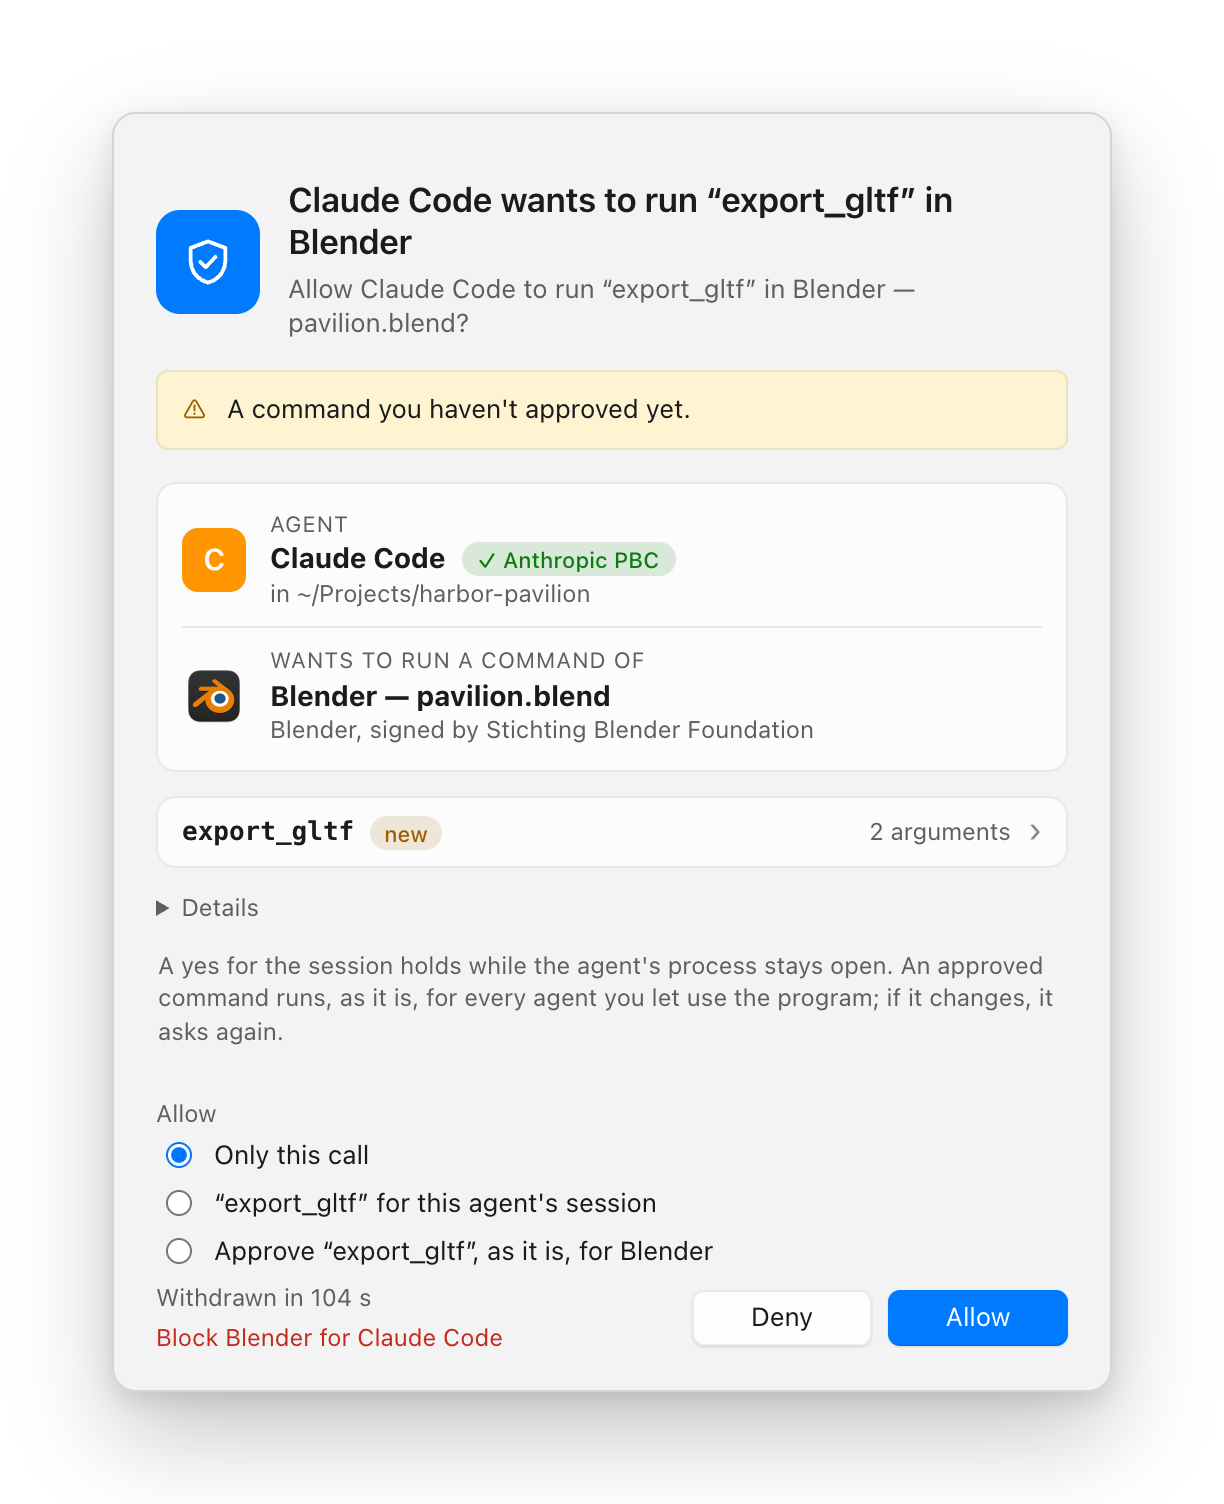 Claude Code wants to run “export_gltf” in
Blender
Allow Claude Code to run “export_gltf” in Blender —
pavilion.blend?
A command you haven't approved yet.
AGENT
C
Claude Code ✓ Anthropic PBC
in ~/Projects/harbor-pavilion
WANTS TO RUN A COMMAND OF
Blender — pavilion.blend
Blender, signed by Stichting Blender Foundation
export_gltf new 2 arguments ›
▶ Details
A yes for the session holds while the agent's process stays open. An approved
command runs, as it is, for every agent you let use the program; if it changes, it
asks again.
Allow
Only this call
“export_gltf” for this agent's session
Approve “export_gltf”, as it is, for Blender
Withdrawn in 104 s
Block Blender for Claude Code
Deny
Allow